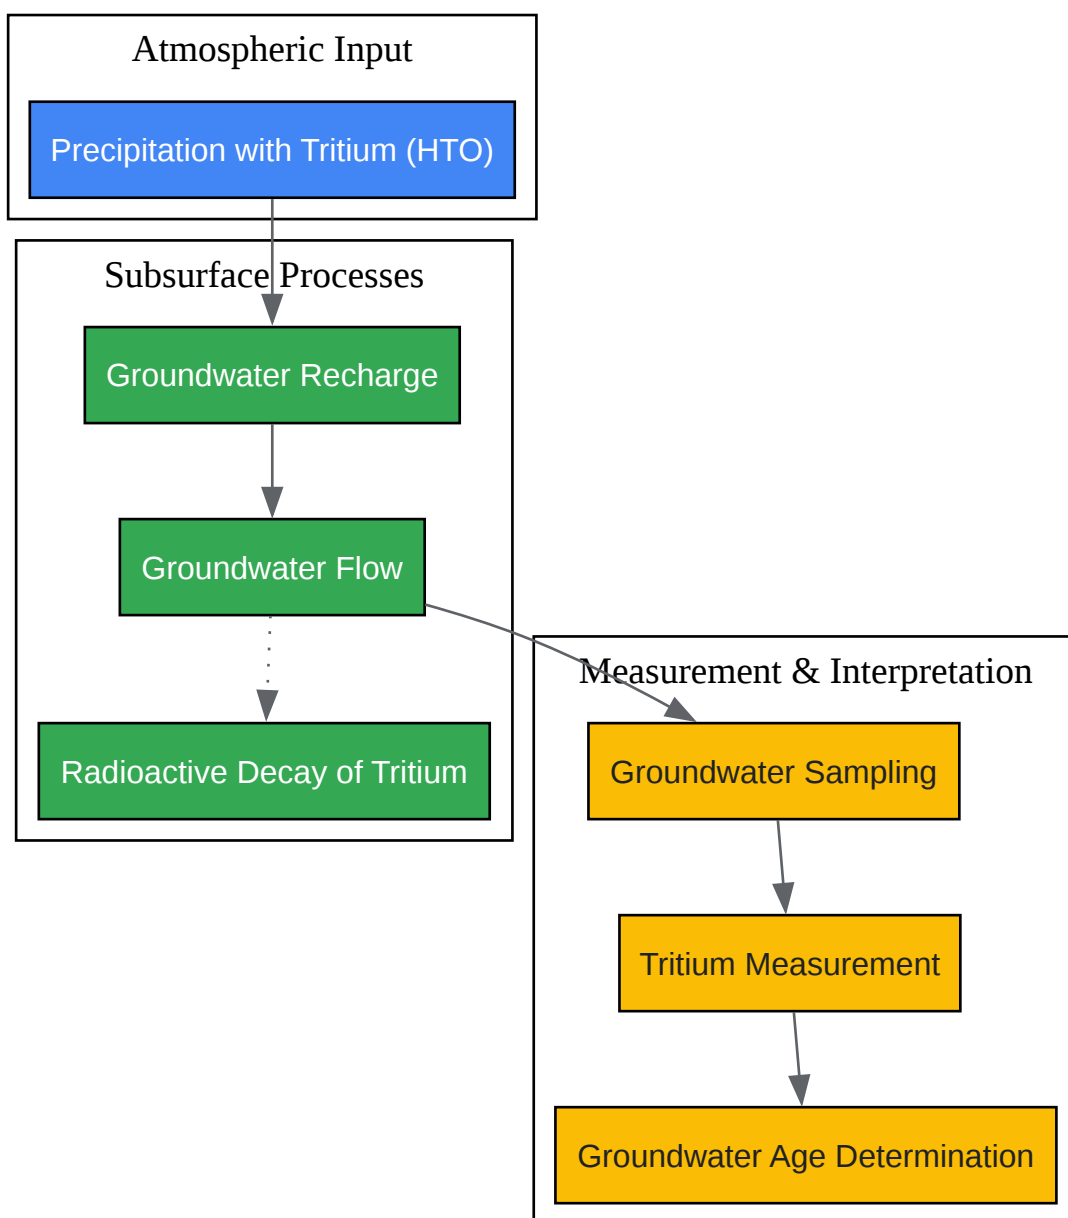 Atmospheric Input
Precipitation with Tritium (HTO)
Subsurface Processes
Groundwater Recharge
Groundwater Flow
Radioactive Decay of Tritium
Measurement & Interpretation
Groundwater Sampling
Tritium Measurement
Groundwater Age Determination